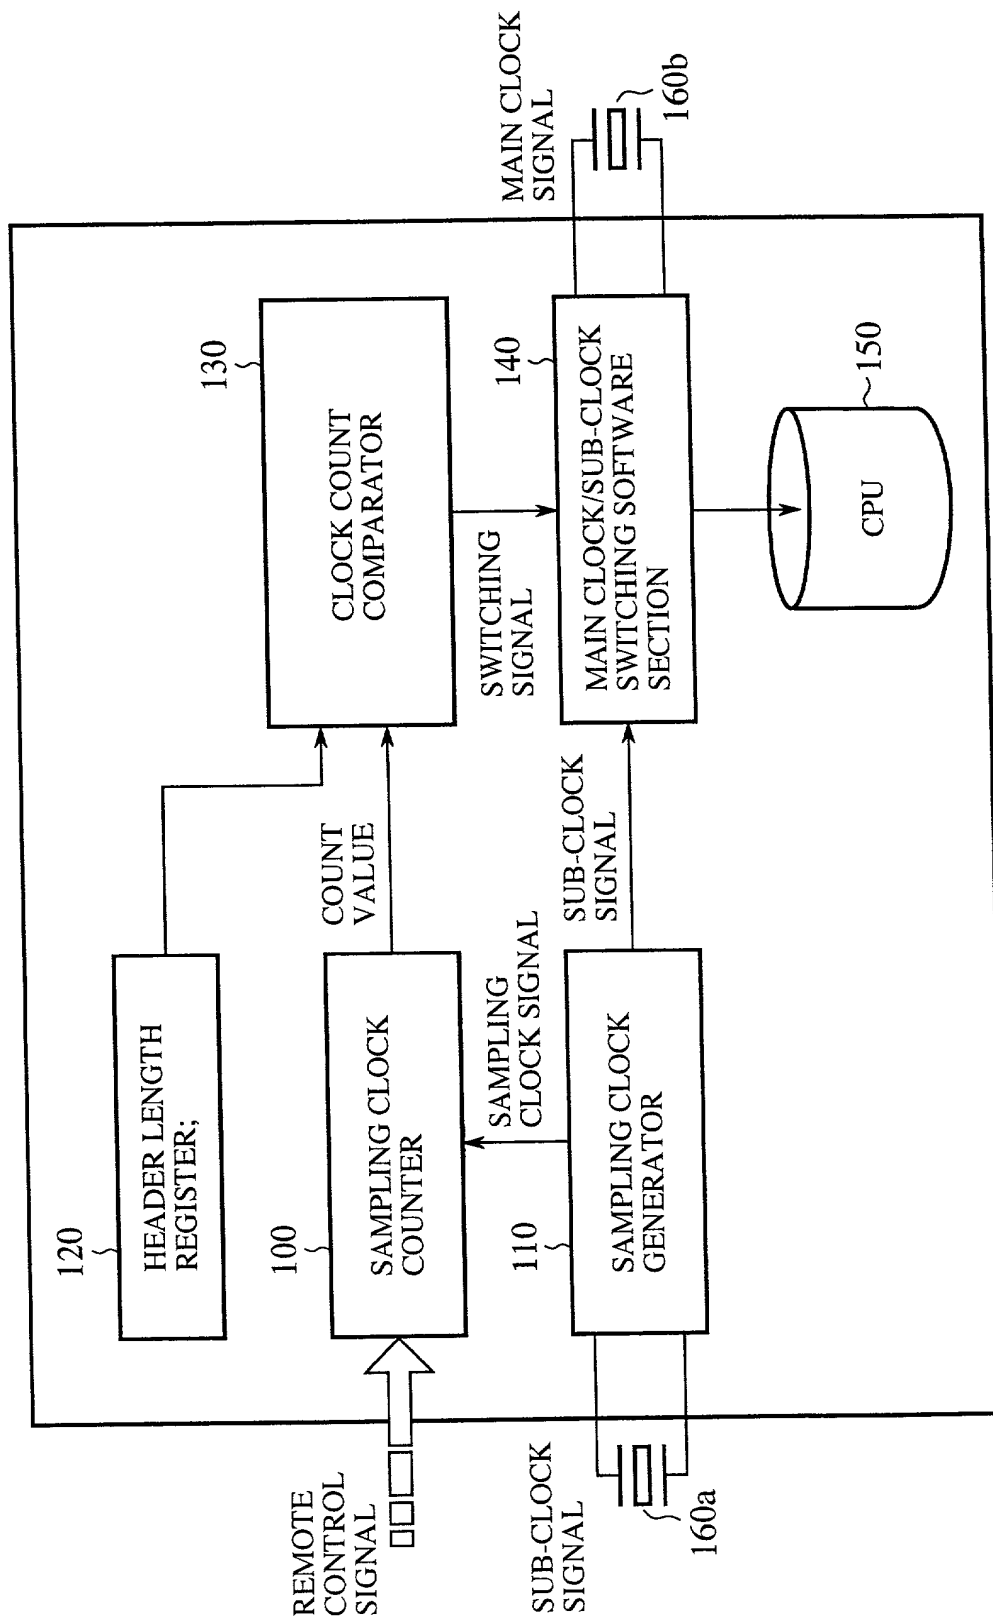 120
HEADER LENGTH
REGISTER;
130
CLOCK COUNT
COMPARATOR
REMOTE
CONTROL
SIGNAL
100
SAMPLING CLOCK
COUNTER
COUNT
VALUE
SAMPLING
CLOCK SIGNAL
SWITCHING
SIGNAL
SUB-CLOCK
SIGNAL
160a
110
SAMPLING CLOCK
GENERATOR
SUB-CLOCK
SIGNAL
140
MAIN CLOCK/SUB-CLOCK
SWITCHING SOFTWARE
SECTION
MAIN CLOCK
SIGNAL
160b
150
CPU